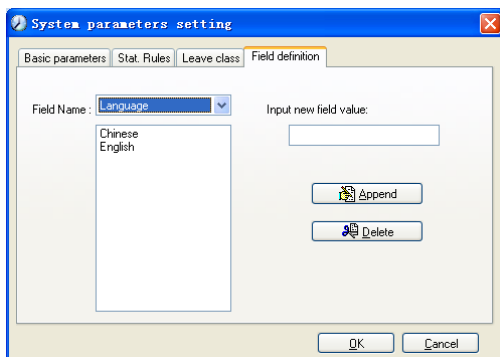 System parameters setting
Basic parameters Stat. Rules Leave class Field definition
Field Name : Language
Input new field value:
Chinese
English
Append
Delete
OK Cancel